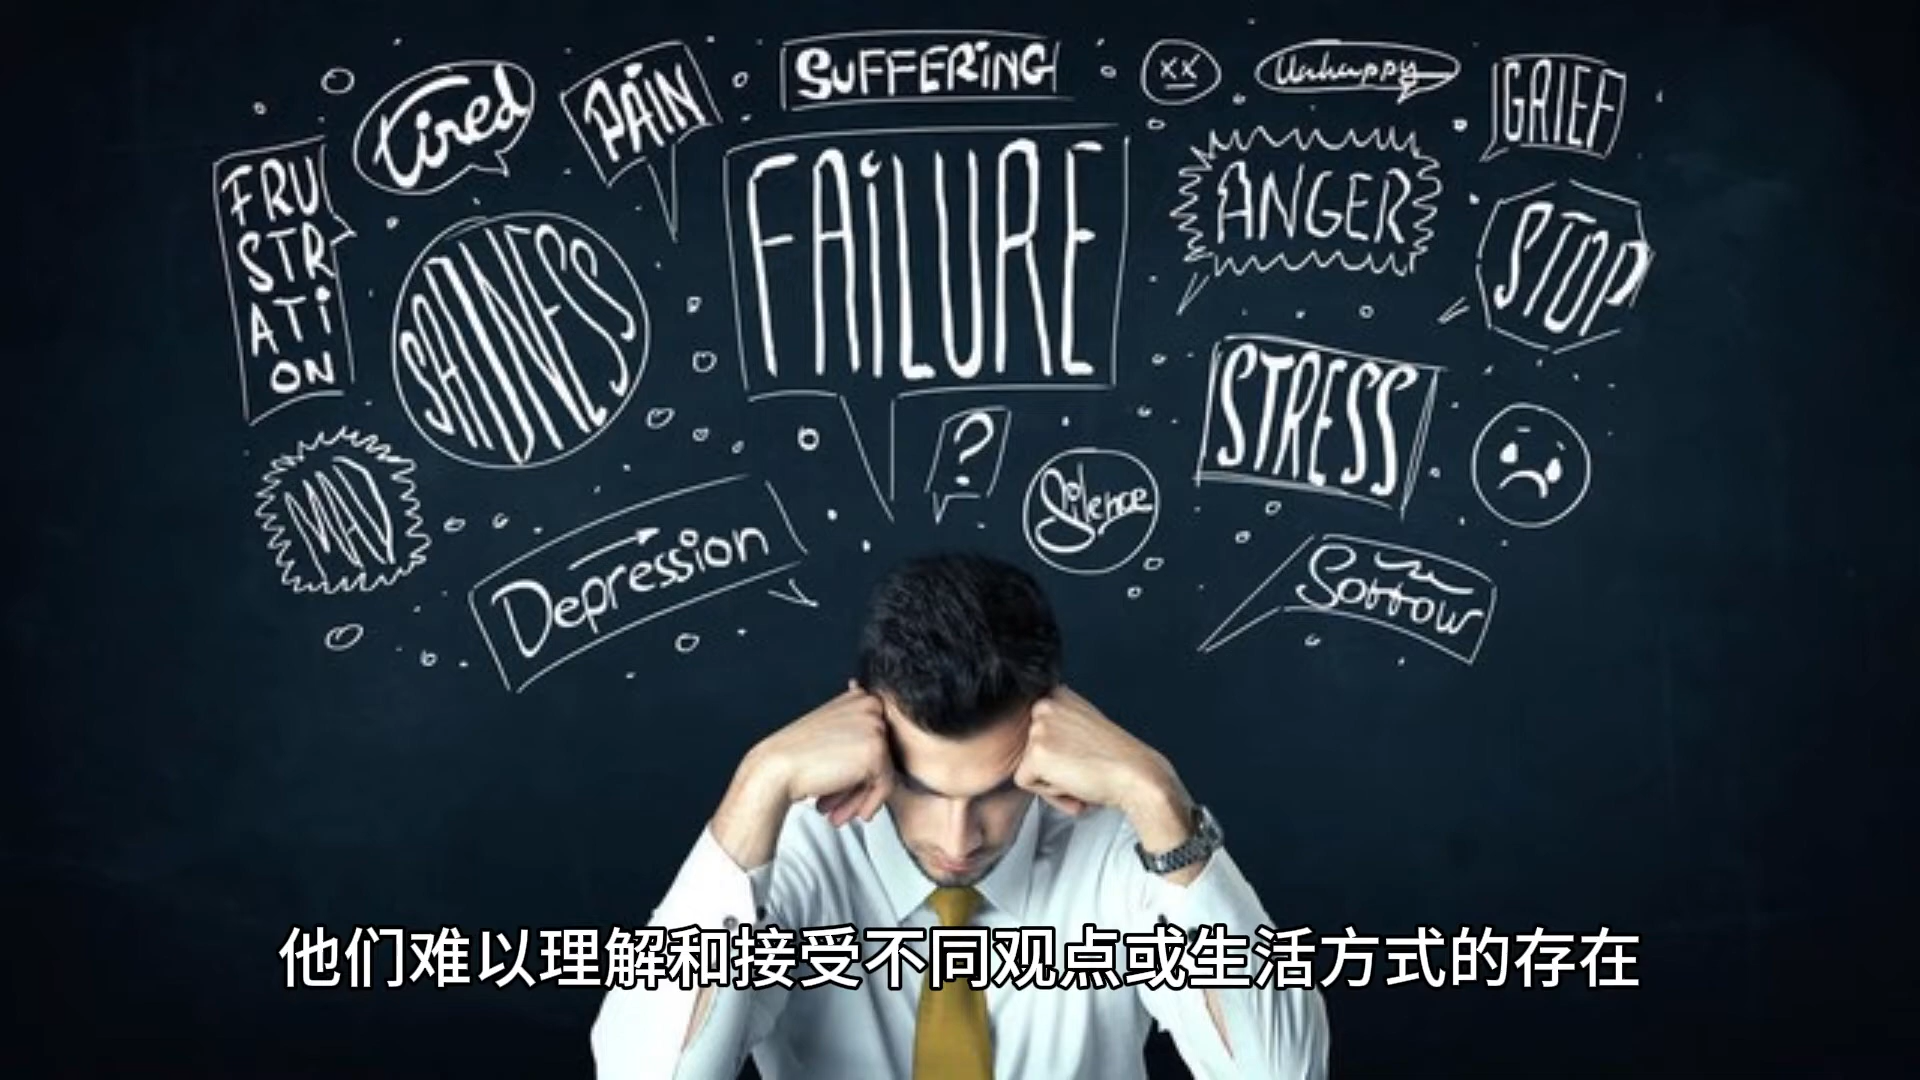 Tired
PAIN
SUFFERING
xx
Unhappy
GRIEF
FRU
STR
ATi
ON
SADNESS
FAiLURE
ANGER
STOP
STRESS
MAD
Depression
?
Silence
Sorrow
他们难以理解和接受不同观点或生活方式的存在